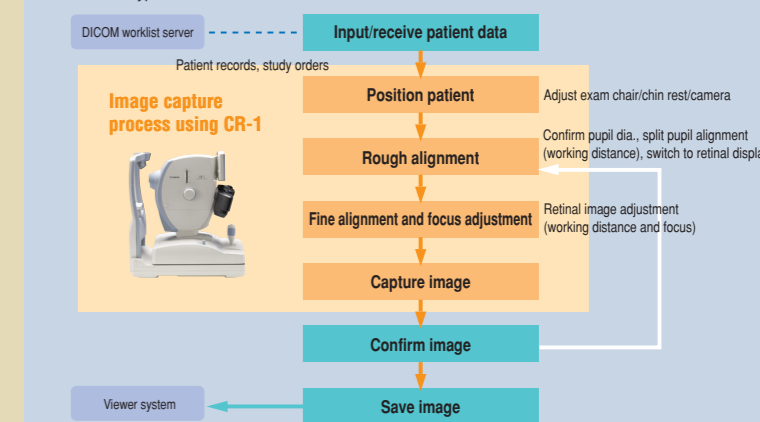 DICOM worklist server
Input/receive patient data
Patient records, study orders
Image capture
process using CR-1
Position patient
Adjust exam chair/chin rest/camera
Rough alignment
Confirm pupil dia., split pupil alignment
(working distance), switch to retinal
Fine alignment and focus adjustment
Retinal image adjustment
(working distance and focus)
Capture image
Confirm image
Viewer system
Save image